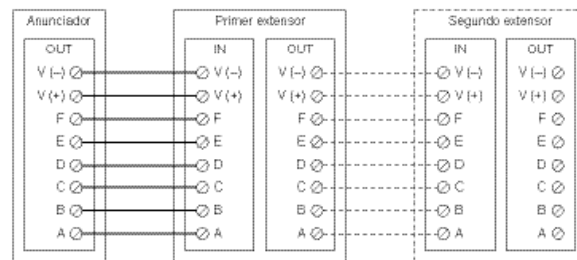 Anunciador Primer extensor Segundo extensor
OUT IN OUT IN OUT
V (–) V (–) V (–) V (–) V (–)
V (+) V (+) V (+) V (+) V (+)
F F F F F
E E E E E
D D D D D
C C C C C
B B B B B
A A A A A